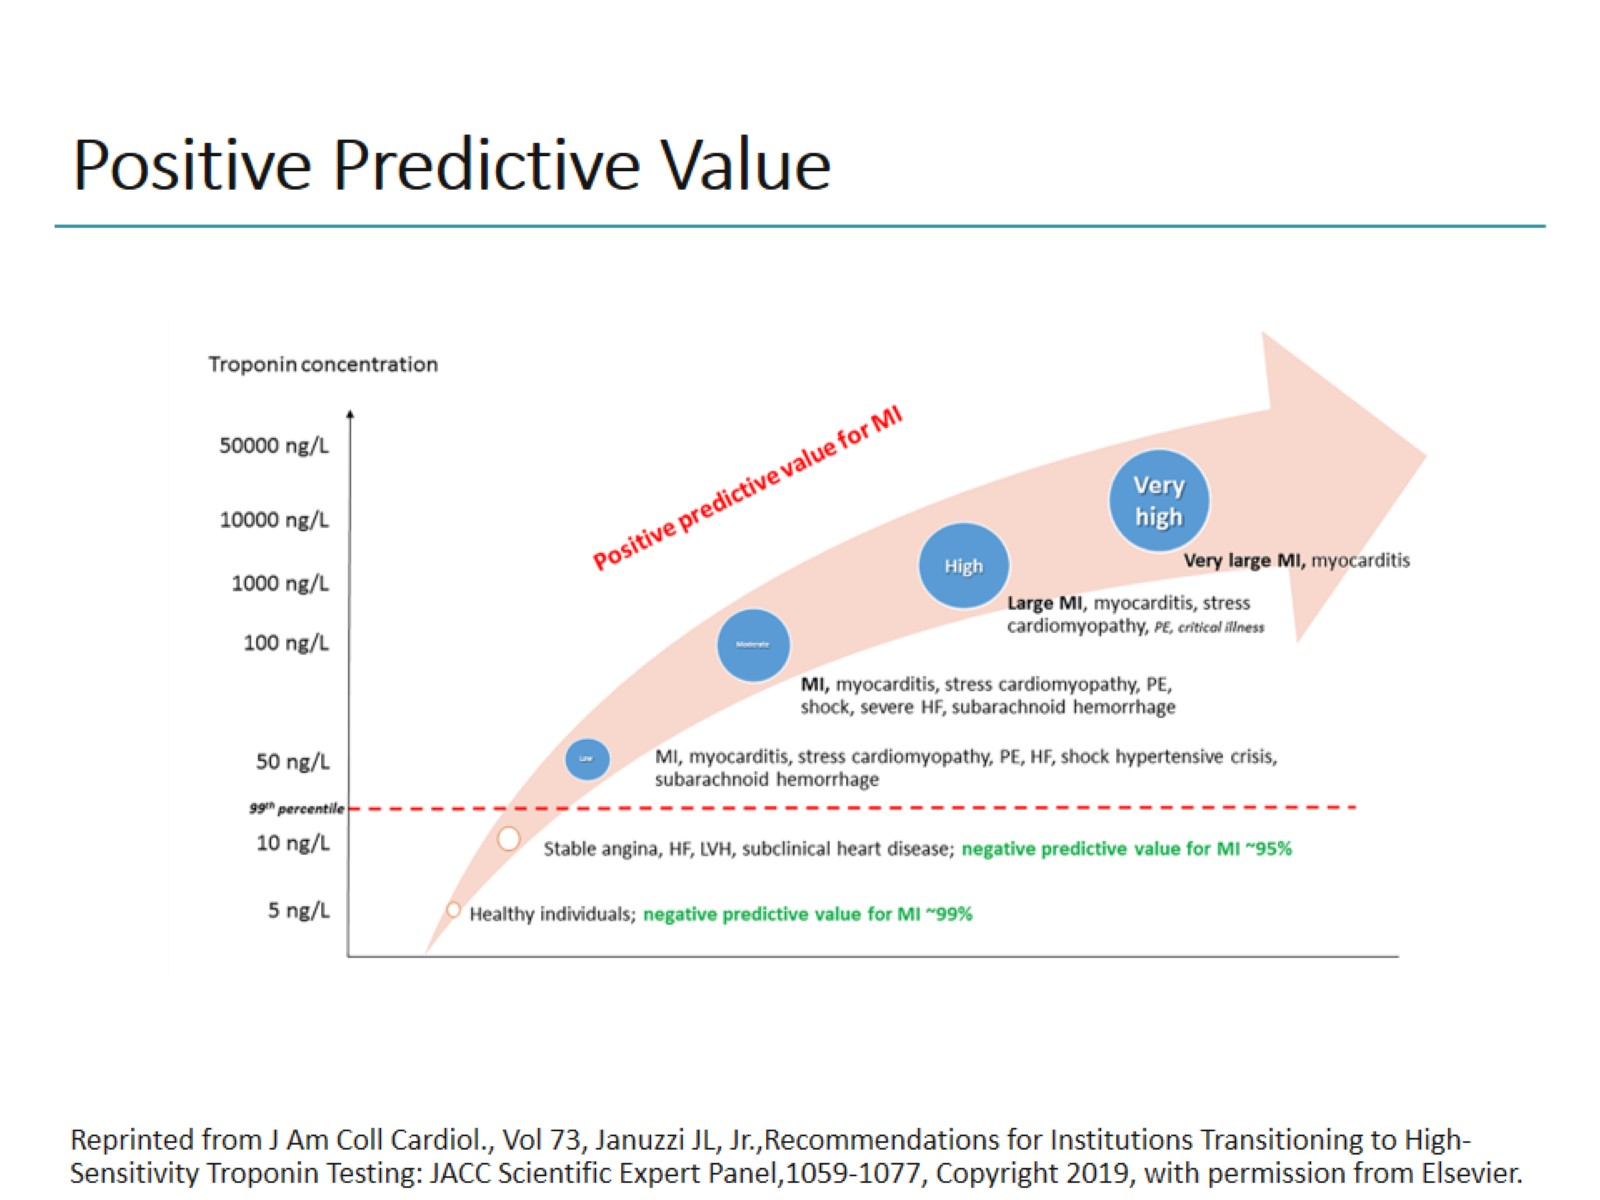 Positive Predictive Value
Troponin concentration
50000 ng/L
10000 ng/L
1000 ng/L
100 ng/L
50 ng/L
99th percentile
10 ng/L
5 ng/L
Positive predictive value for MI
Very
high
Very large MI, myocarditis
High
Large MI, myocarditis, stress
cardiomyopathy, PE, critical illness
Moderate
MI, myocarditis, stress cardiomyopathy, PE,
shock, severe HF, subarachnoid hemorrhage
Low
MI, myocarditis, stress cardiomyopathy, PE, HF, shock hypertensive crisis,
subarachnoid hemorrhage
Stable angina, HF, LVH, subclinical heart disease; negative predictive value for MI ~95%
Healthy individuals; negative predictive value for MI ~99%
Reprinted from J Am Coll Cardiol., Vol 73, Januzzi JL, Jr.,Recommendations for Institutions Transitioning to High-
Sensitivity Troponin Testing: JACC Scientific Expert Panel,1059-1077, Copyright 2019, with permission from Elsevier.